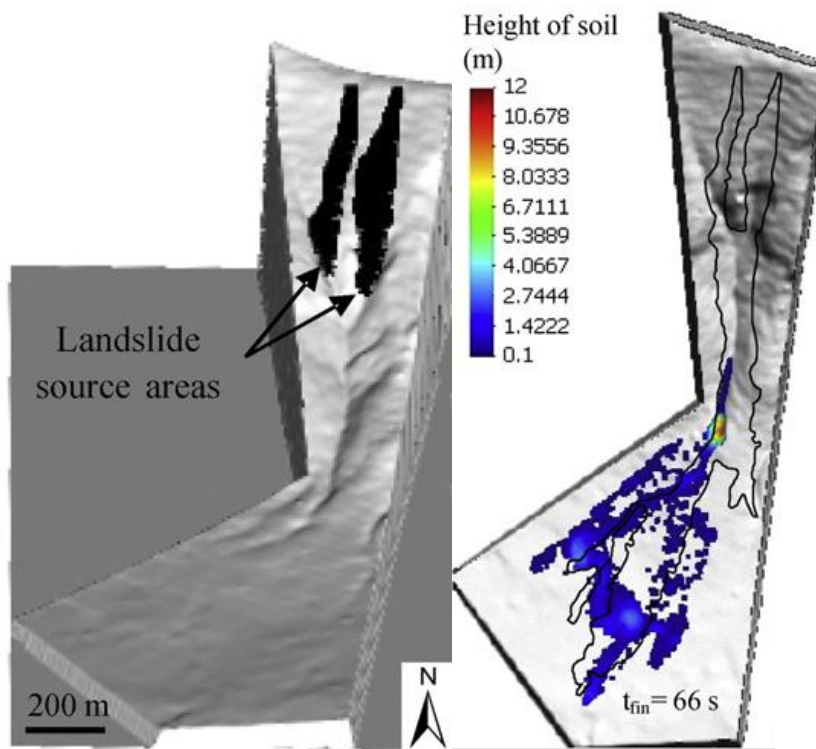 Height of soil
(m)
12
10.678
9.3556
8.0333
6.7111
5.3889
4.0667
2.7444
1.4222
0.1
Landslide
source areas
200 m
N
tfin= 66 s